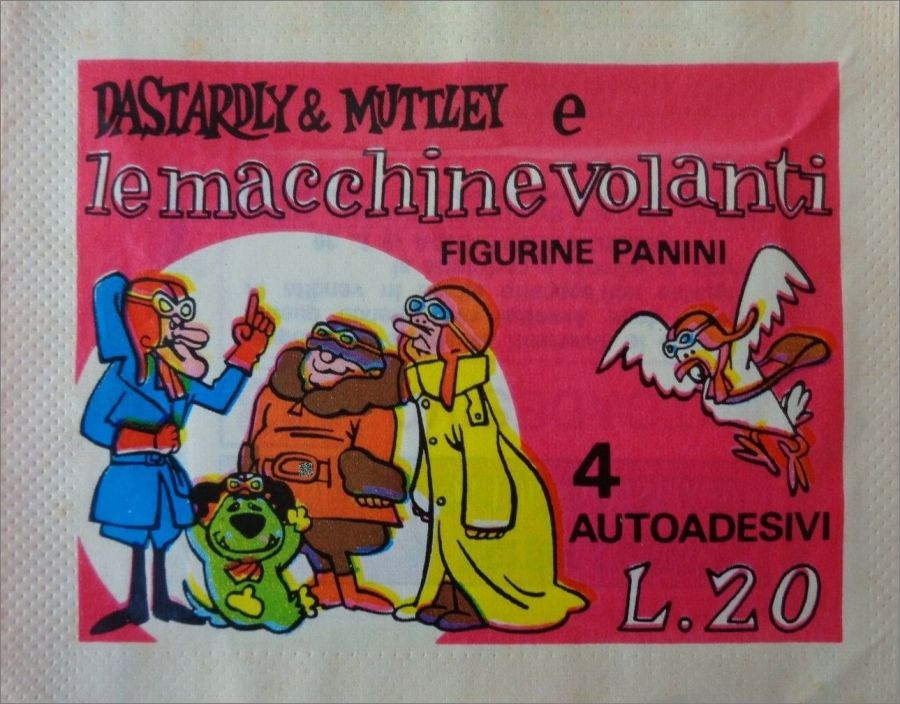 DASTARDLY & MUTTLEY e
le macchine volanti
FIGURINE PANINI
4
AUTOADESIVI
L.20